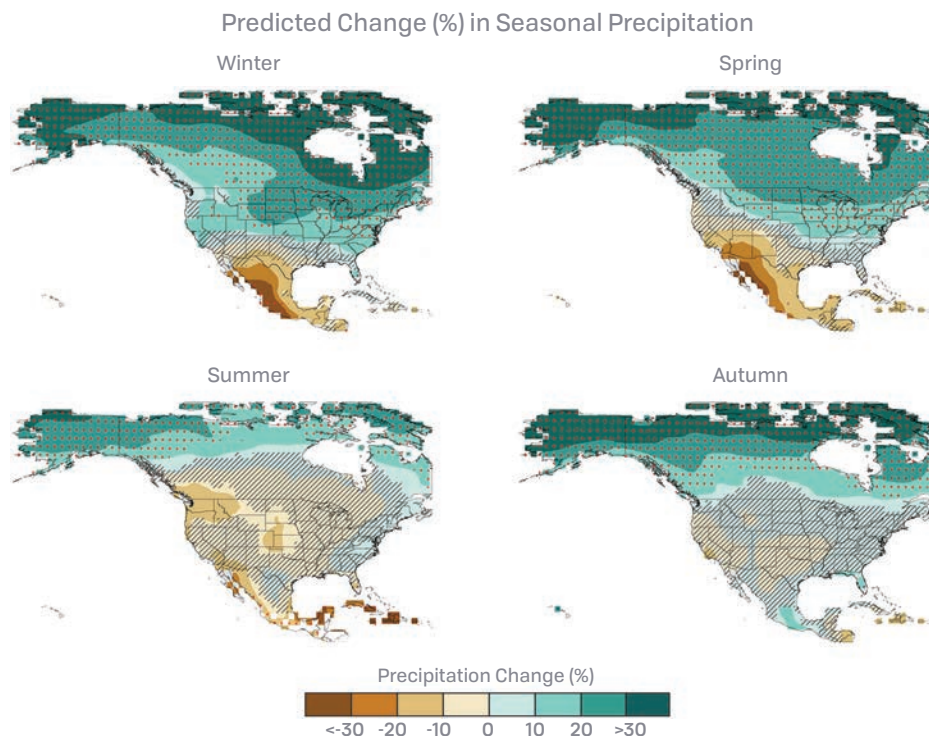 Predicted Change (%) in Seasonal Precipitation
Winter
Spring
Summer
Autumn
Precipitation Change (%)
<-30 -20 -10 0 10 20 >30